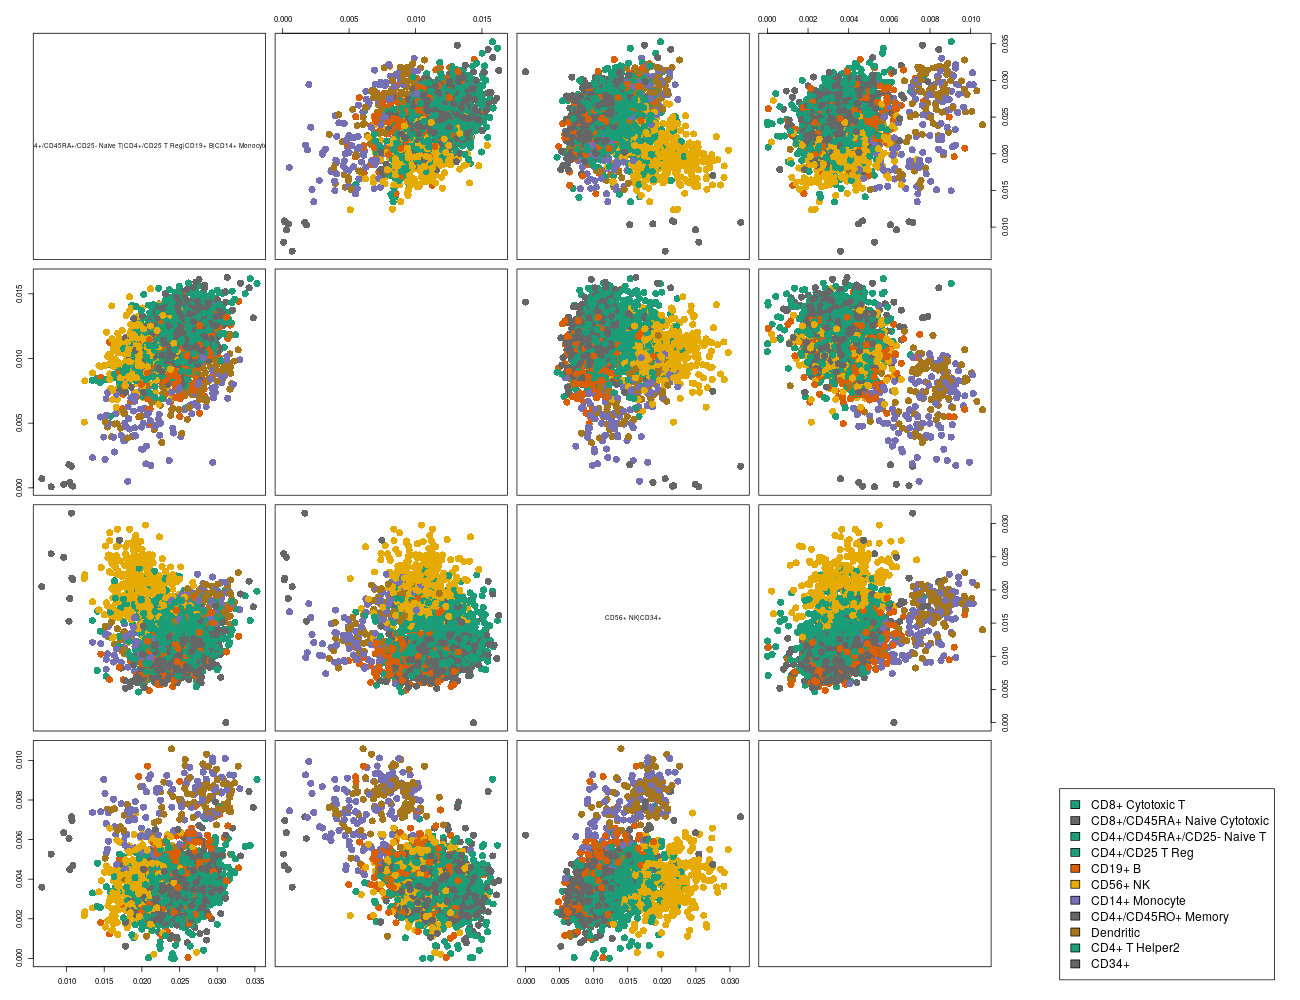 0.000 0.005 0.010 0.015
0.000 0.002 0.004 0.006 0.008 0.010
4+/CD45RA+/CD25- Naive T|CD4+/CD25 T Reg|CD19+ B|CD14+ Monocyt
0.035
0.030
0.025
0.020
0.015
0.010
0.015
0.010
0.005
0.000
CD56+ NK|CD34+
0.030
0.025
0.020
0.015
0.010
0.005
0.000
0.010
0.008
0.006
0.004
0.002
0.000
0.010 0.015 0.020 0.025 0.030 0.035
0.000 0.005 0.010 0.015 0.020 0.025 0.030
CD8+ Cytotoxic T
CD8+/CD45RA+ Naive Cytotoxic
CD4+/CD45RA+/CD25- Naive T
CD4+/CD25 T Reg
CD19+ B
CD56+ NK
CD14+ Monocyte
CD4+/CD45RO+ Memory
Dendritic
CD4+ T Helper2
CD34+